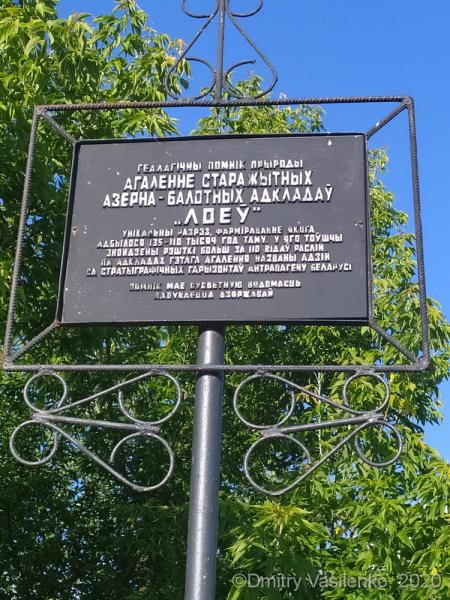 ГЕАЛАГІЧНЫ ПОМНІК ПРЫРОДЫ
АГАЛЕННЕ СТАРАЖЫТНЫХ
АЗЕРНА-БАЛОТНЫХ АДКЛАДАЎ
„ЛОЕЎ"
УНІКАЛЬНЫ РАЗРЭЗ, ФАРМІРАВАННЕ ЯКОГА
АДБЫЛОСЯ 135-110 ТЫСЯЧ ГОД ТАМУ. У ЯГО ТОЎШЧЫ
ЗНОЙДЗЕНЫ РЭШТКІ БОЛЬШ ЗА 110 ВІДАЎ РАСЛІН
ПА АДКЛАДАХ ГЭТАГА АГАЛЕННЯ НАЗВАНЫ АДЗІН
СА СТРАТЫГРАФІЧНЫХ ГАРЫЗОНТАЎ АНТРАПАГЕНУ БЕЛАРУСІ
ПОМНІК МАЕ СУСВЕТНУЮ ВЯДОМАСЦЬ
АХОЎВАЕЦЦА ДЗЯРЖАВАЙ
©Dmitry Vasilenko, 2020